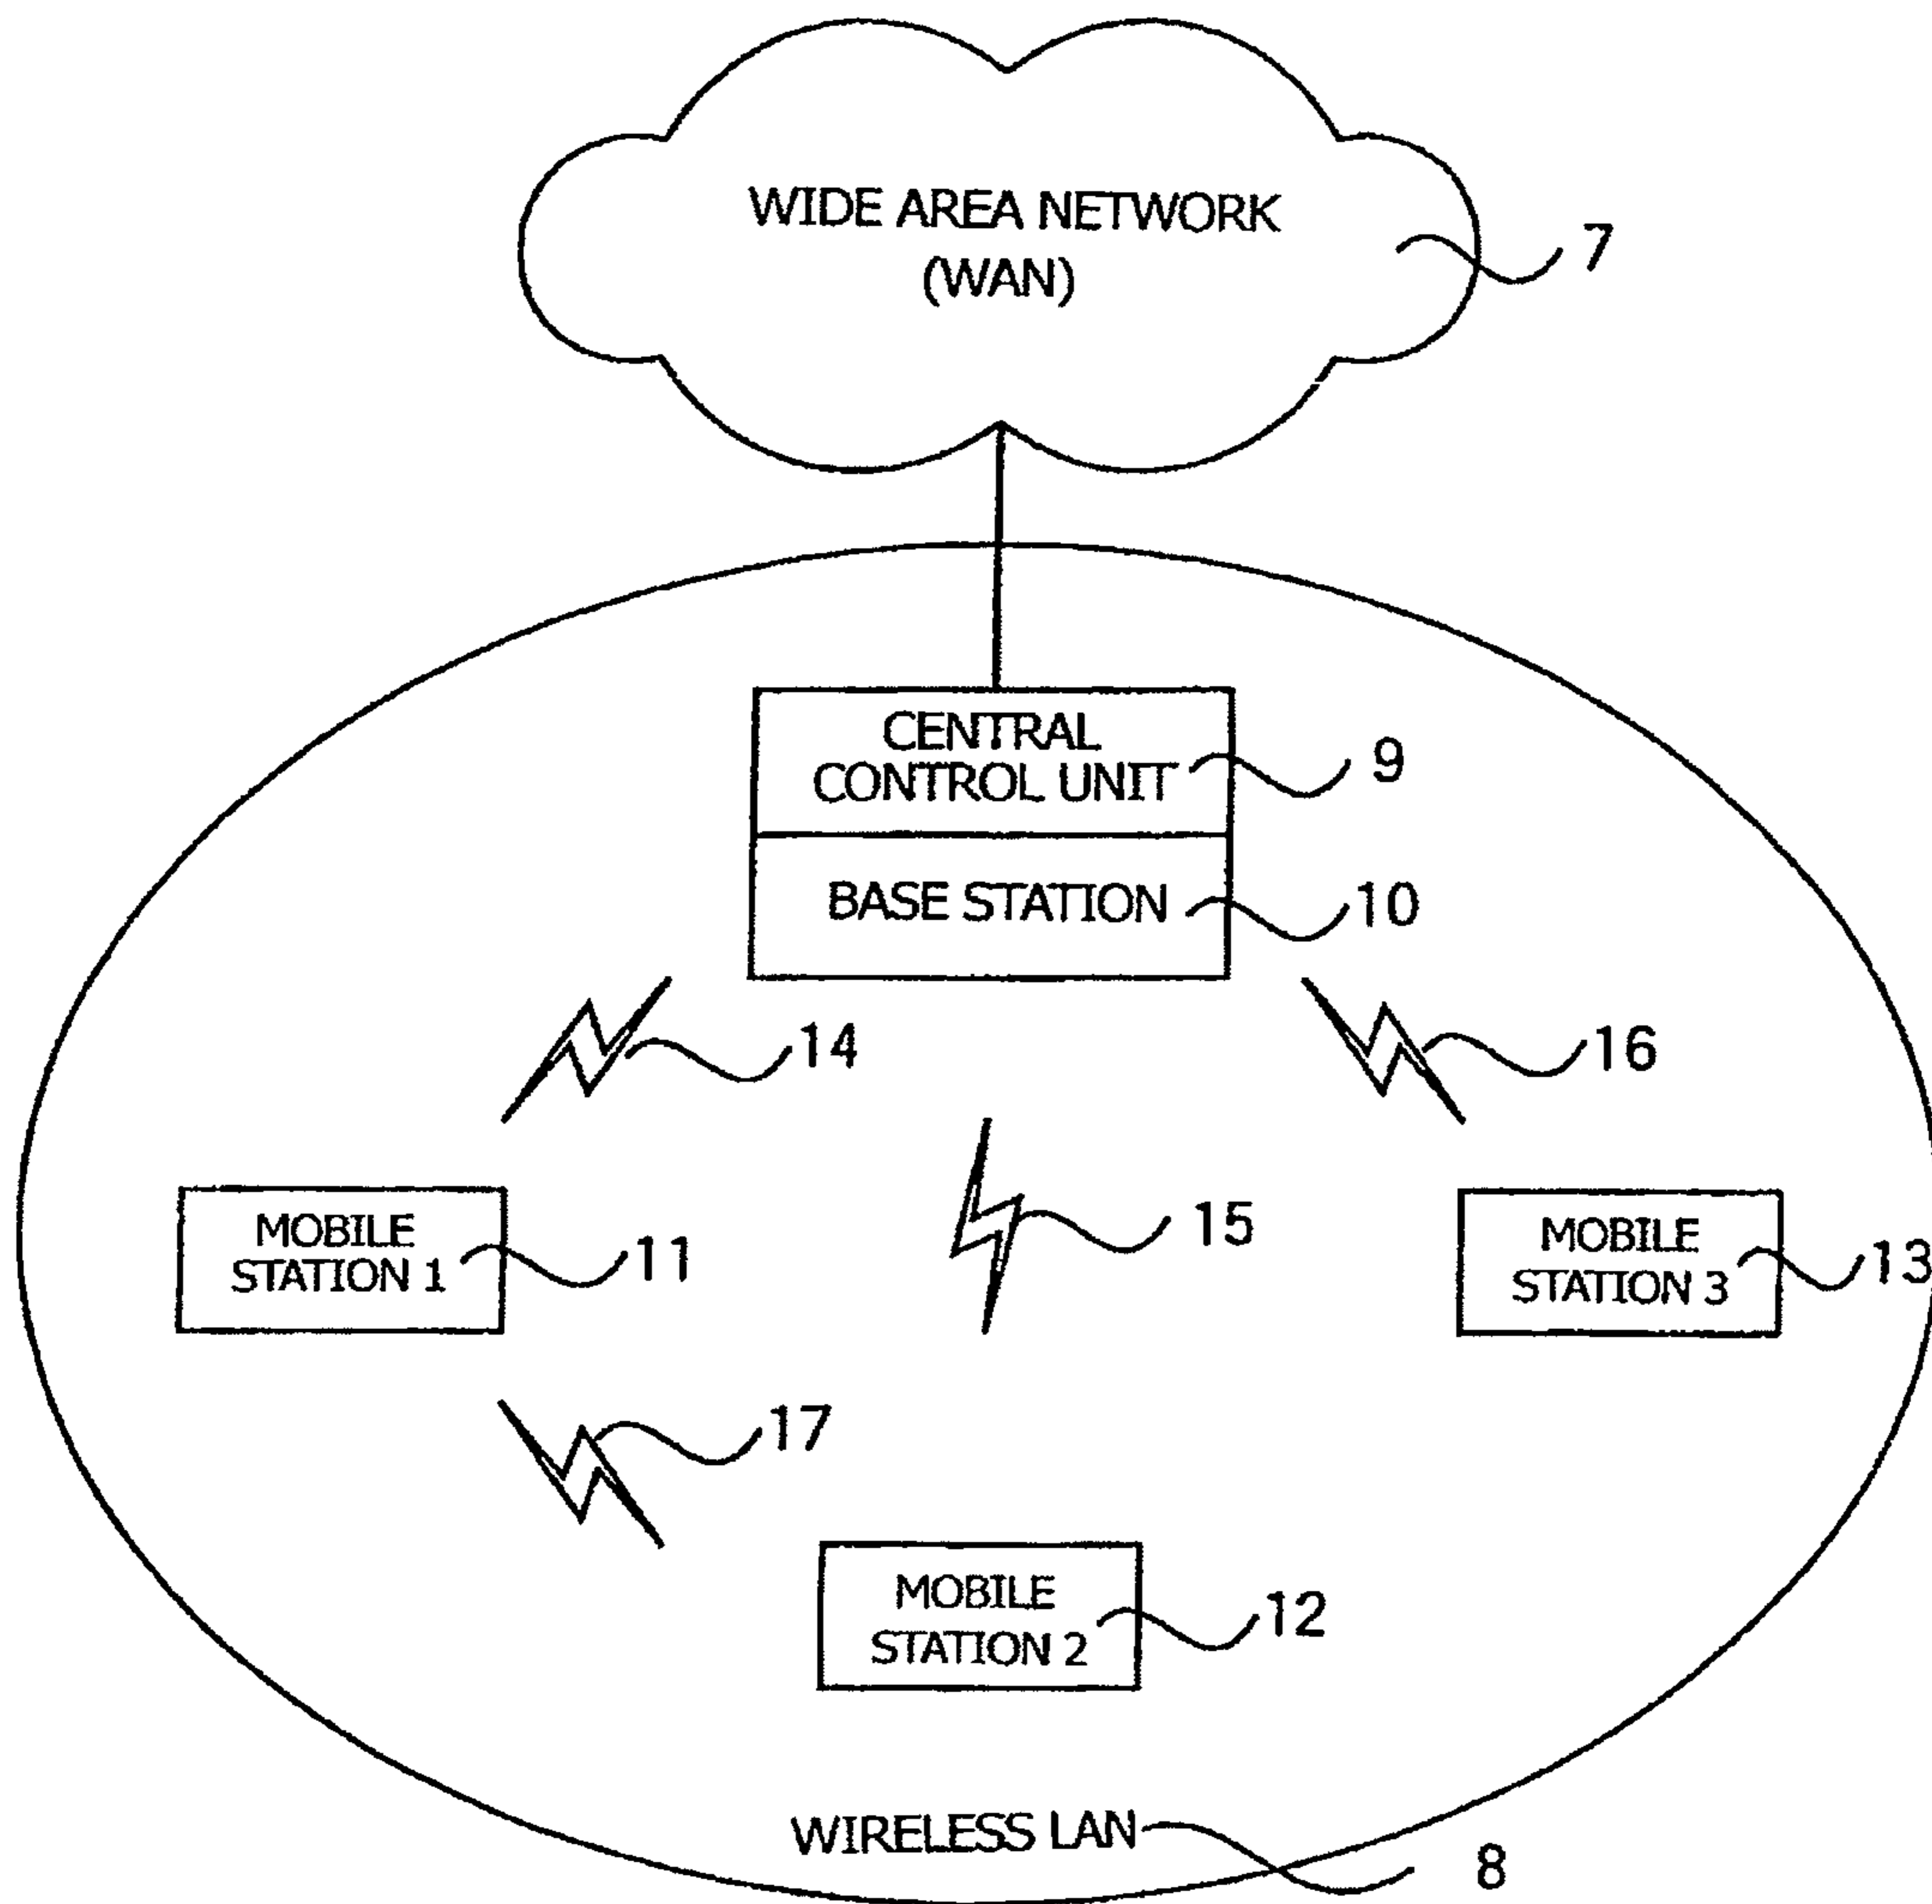 WIDE AREA NETWORK
(WAN)
7
CENTRAL
CONTROL UNIT
9
BASE STATION
10
14
16
MOBILE
STATION 1
11
15
MOBILE
STATION 3
13
17
MOBILE
STATION 2
12
WIRELESS LAN
8